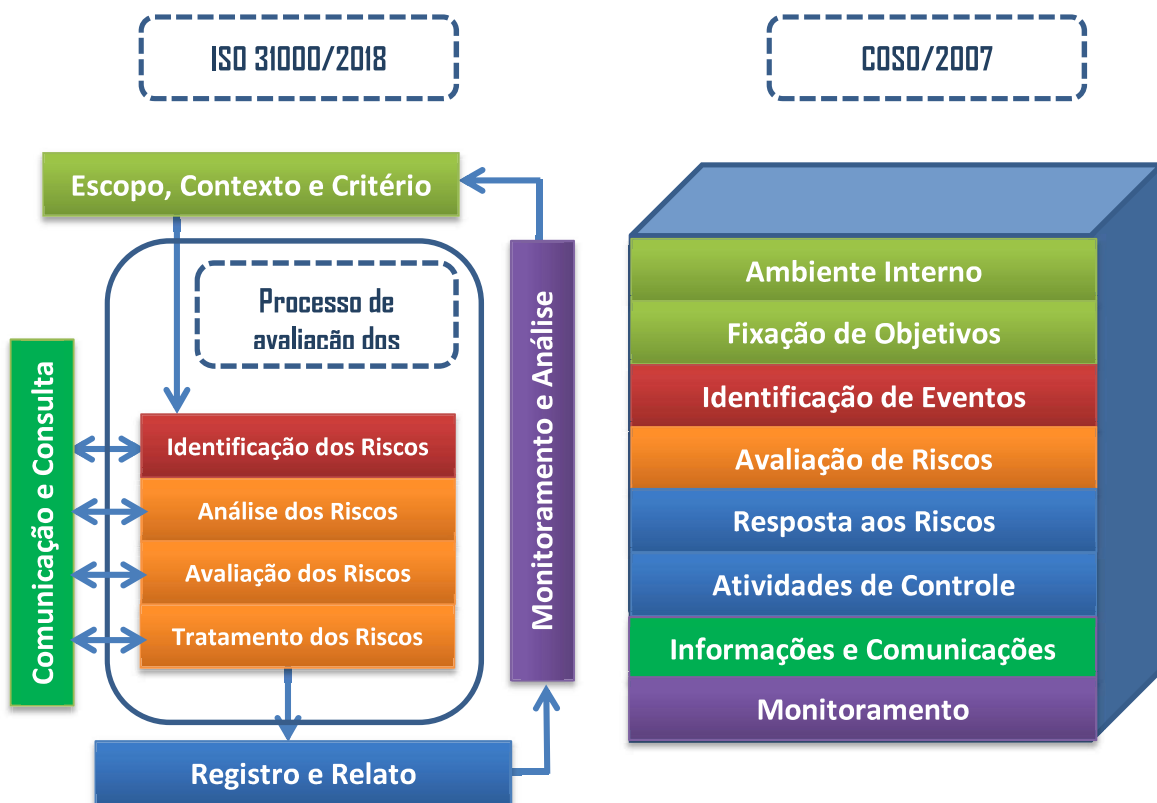 ISO 31000/2018
COSO/2007
Escopo, Contexto e Critério
Processo de
avaliacão dos
Comunicação e Consulta
Identificação dos Riscos
Análise dos Riscos
Avaliação dos Riscos
Tratamento dos Riscos
Registro e Relato
Monitoramento e Análise
Ambiente Interno
Fixação de Objetivos
Identificação de Eventos
Avaliação de Riscos
Resposta aos Riscos
Atividades de Controle
Informações e Comunicações
Monitoramento